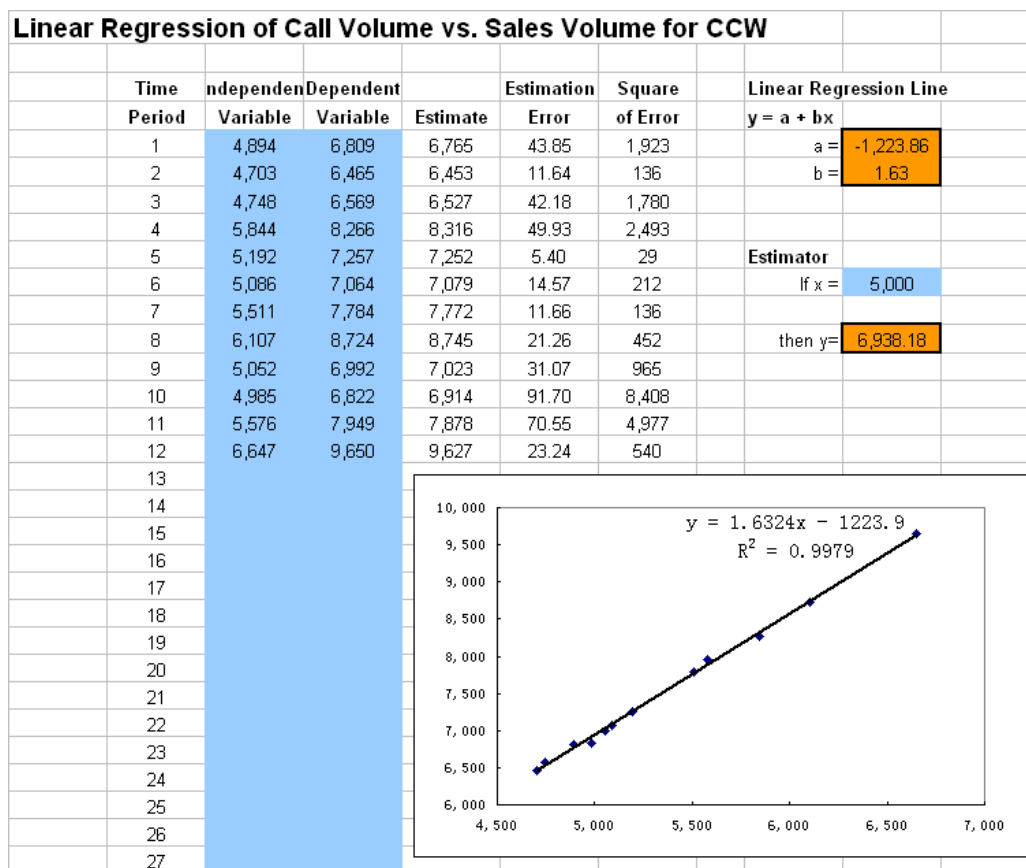 Linear Regression of Call Volume vs. Sales Volume for CCW
Time ndependen Dependent Estimation Square Linear Regression Line
Period Variable Variable Estimate Error of Error y = a + bx
1 4,894 6,809 6,765 43.85 1,923 a = -1,223.86
2 4,703 6,465 6,453 11.64 136 b = 1.63
3 4,748 6,569 6,527 42.18 1,780
4 5,844 8,266 8,316 49.93 2,493
5 5,192 7,257 7,252 5.40 29 Estimator
6 5,086 7,064 7,079 14.57 212 If x = 5,000
7 5,511 7,784 7,772 11.66 136
8 6,107 8,724 8,745 21.26 452 then y= 6,938.18
9 5,052 6,992 7,023 31.07 965
10 4,985 6,822 6,914 91.70 8,408
11 5,576 7,949 7,878 70.55 4,977
12 6,647 9,650 9,627 23.24 540
13
14
15
16
17
18
19
20
21
22
23
24
25
26
27
y = 1.6324x - 1223.9
R² = 0.9979
10,000
9,500
9,000
8,500
8,000
7,500
7,000
6,500
6,000
4,500 5,000 5,500 6,000 6,500 7,000